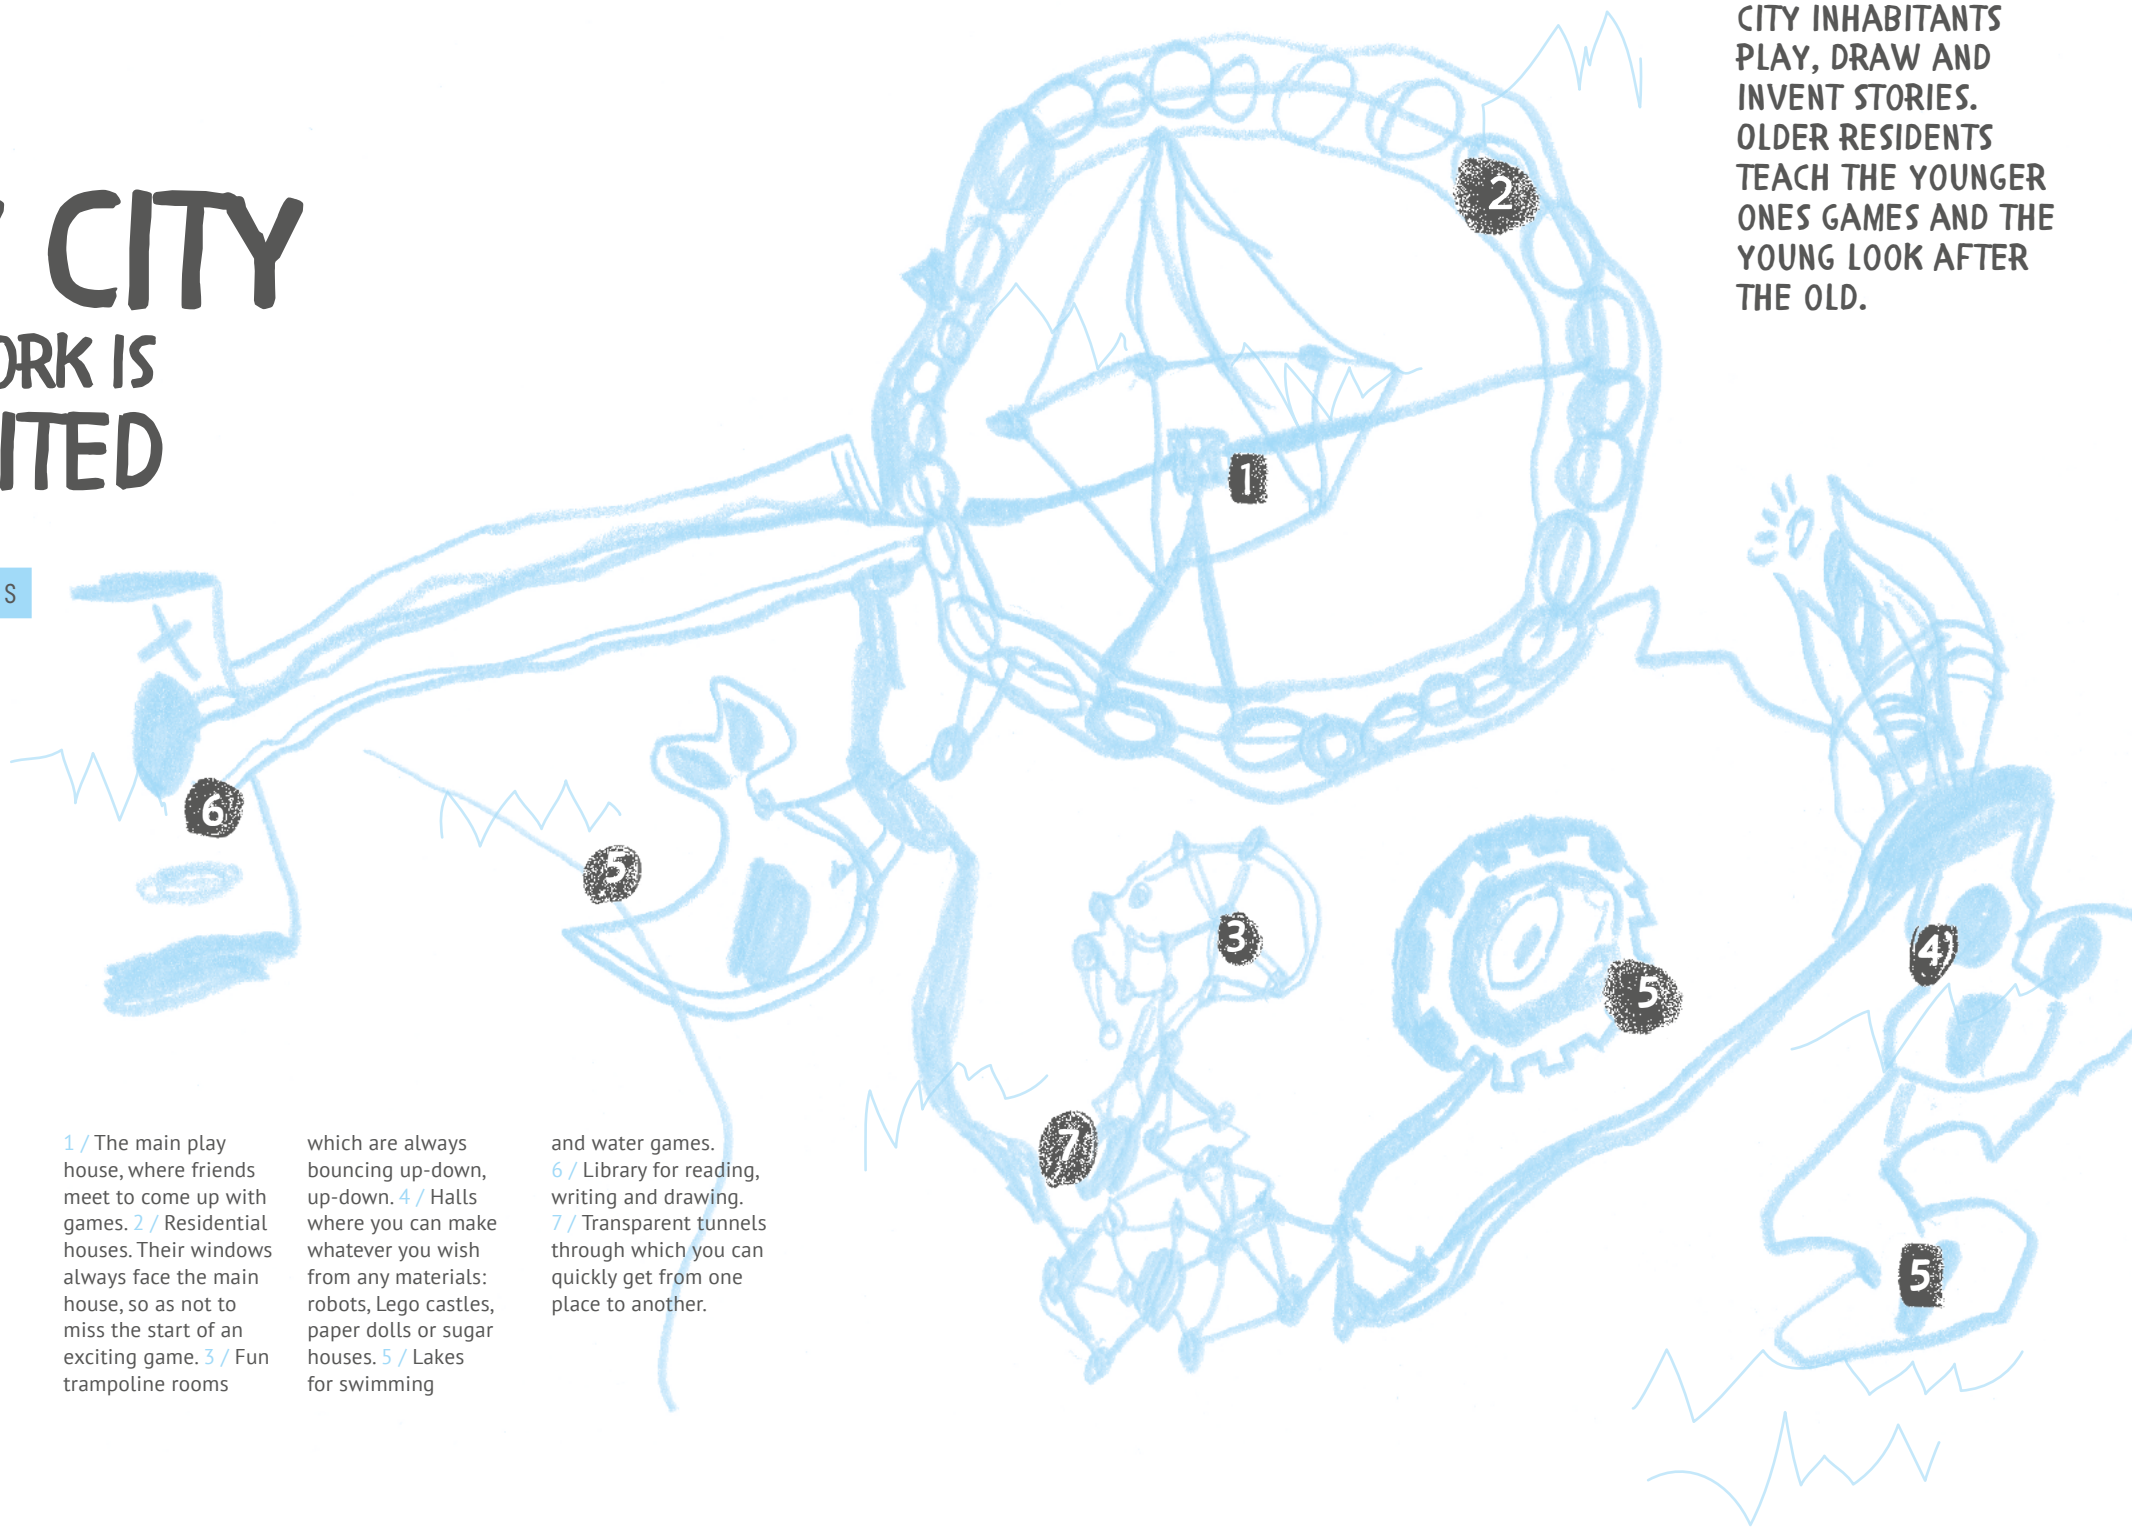 CITY
ORK IS
ITED
S
CITY INHABITANTS
PLAY, DRAW AND
INVENT STORIES.
OLDER RESIDENTS
TEACH THE YOUNGER
ONES GAMES AND THE
YOUNG LOOK AFTER
THE OLD.
2
1
6
5
3
4
5
7
5
1 / The main play
house, where friends
meet to come up with
games. 2 / Residential
houses. Their windows
always face the main
house, so as not to
miss the start of an
exciting game. 3 / Fun
trampoline rooms
which are always
bouncing up-down,
up-down. 4 / Halls
where you can make
whatever you wish
from any materials:
robots, Lego castles,
paper dolls or sugar
houses. 5 / Lakes
for swimming
and water games.
6 / Library for reading,
writing and drawing.
7 / Transparent tunnels
through which you can
quickly get from one
place to another.